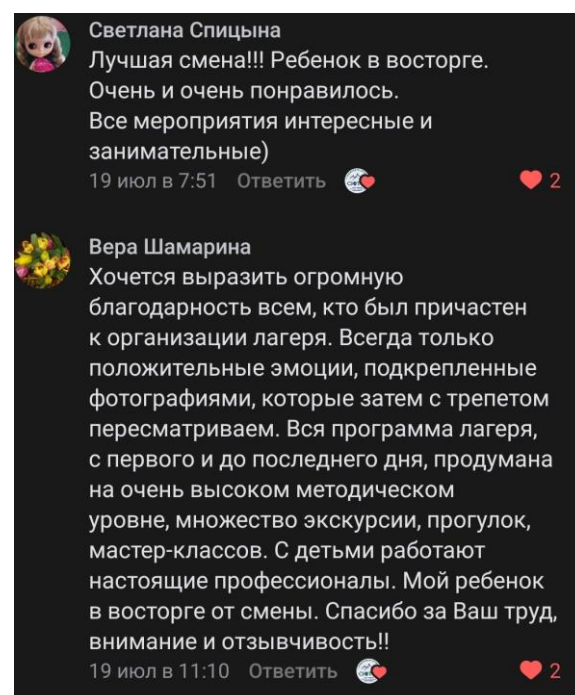 Светлана Спицына
Лучшая смена!!! Ребенок в восторге.
Очень и очень понравилось.
Все мероприятия интересные и
занимательные)
19 июл в 7:51 Ответить 2
Вера Шамарина
Хочется выразить огромную
благодарность всем, кто был причастен
к организации лагеря. Всегда только
положительные эмоции, подкрепленные
фотографиями, которые затем с трепетом
пересматриваем. Вся программа лагеря,
с первого и до последнего дня, продумана
на очень высоком методическом
уровне, множество экскурсии, прогулок,
мастер-классов. С детьми работают
настоящие профессионалы. Мой ребенок
в восторге от смены. Спасибо за Ваш труд,
внимание и отзывчивость!!
19 июл в 11:10 Ответить 2